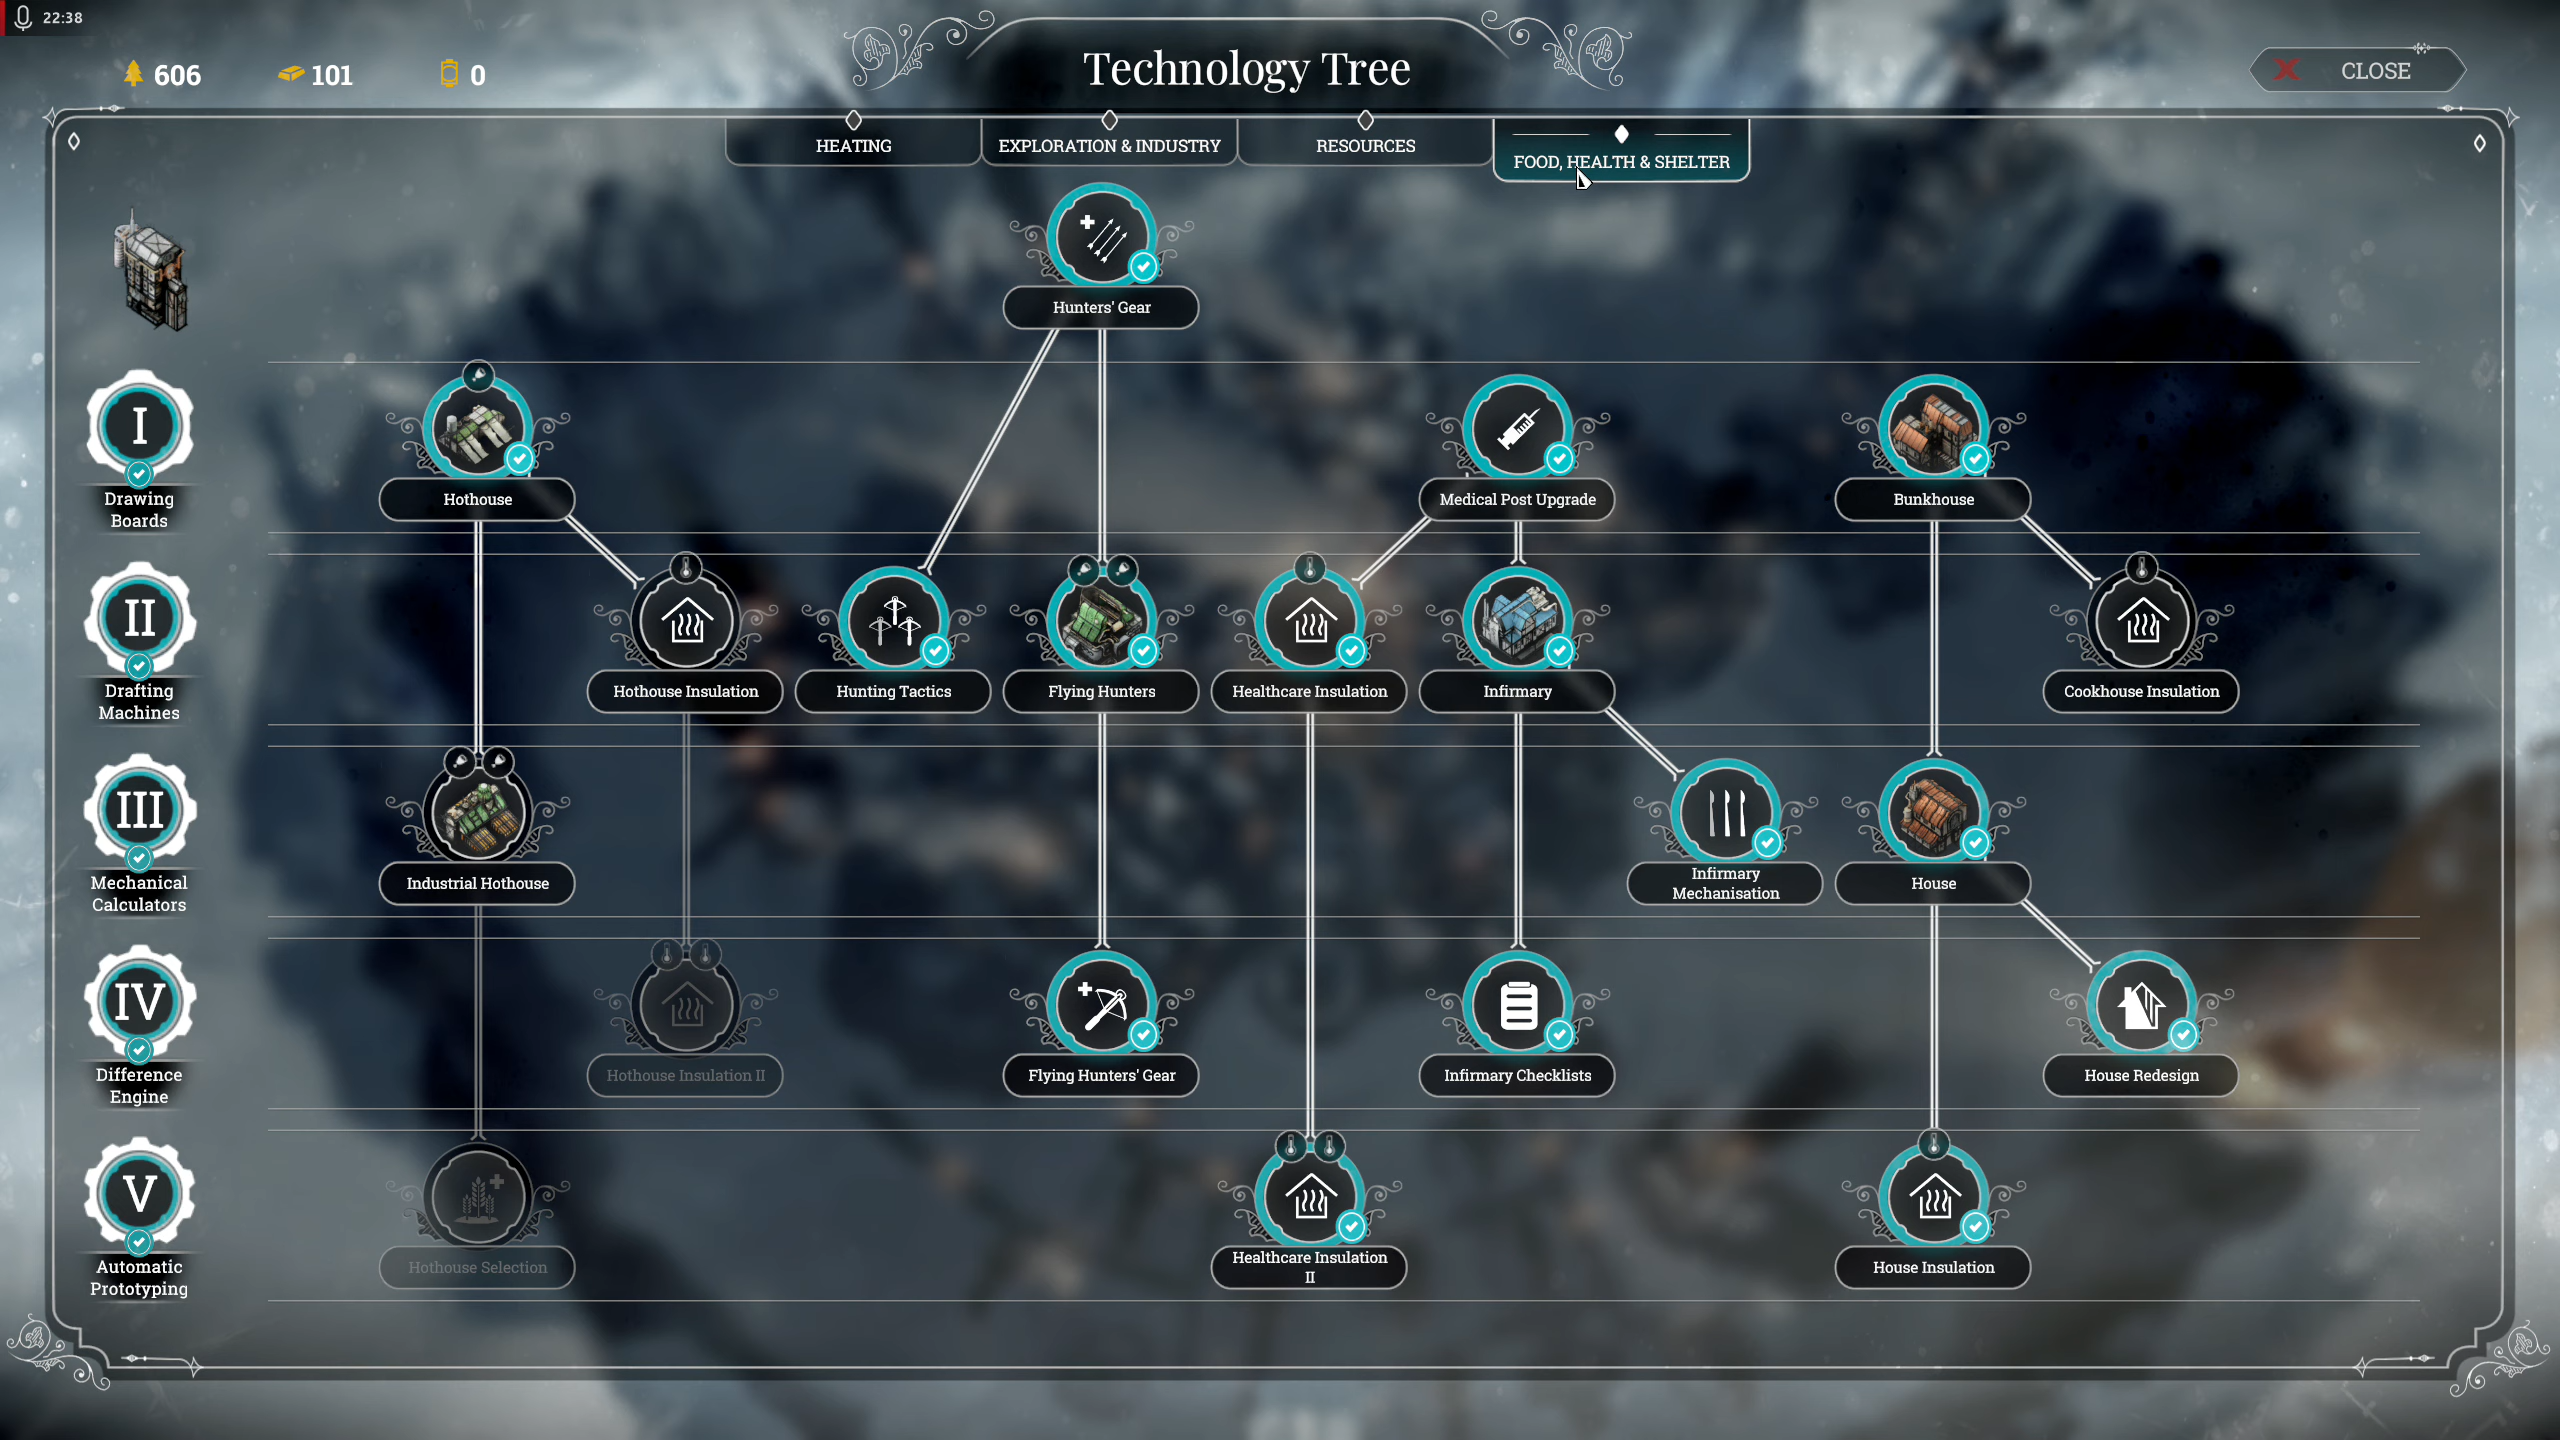 22:38
606
101
0
Technology Tree
CLOSE
HEATING
EXPLORATION & INDUSTRY
RESOURCES
FOOD, HEALTH & SHELTER
Hunters' Gear
I
Drawing
Boards
Hothouse
Medical Post Upgrade
Bunkhouse
II
Drafting
Machines
Hothouse Insulation
Hunting Tactics
Flying Hunters
Healthcare Insulation
Infirmary
Cookhouse Insulation
III
Mechanical
Calculators
Industrial Hothouse
Infirmary
Mechanisation
House
IV
Difference
Engine
Hothouse Insulation II
Flying Hunters' Gear
Infirmary Checklists
House Redesign
V
Automatic
Prototyping
Hothouse Selection
Healthcare Insulation
II
House Insulation